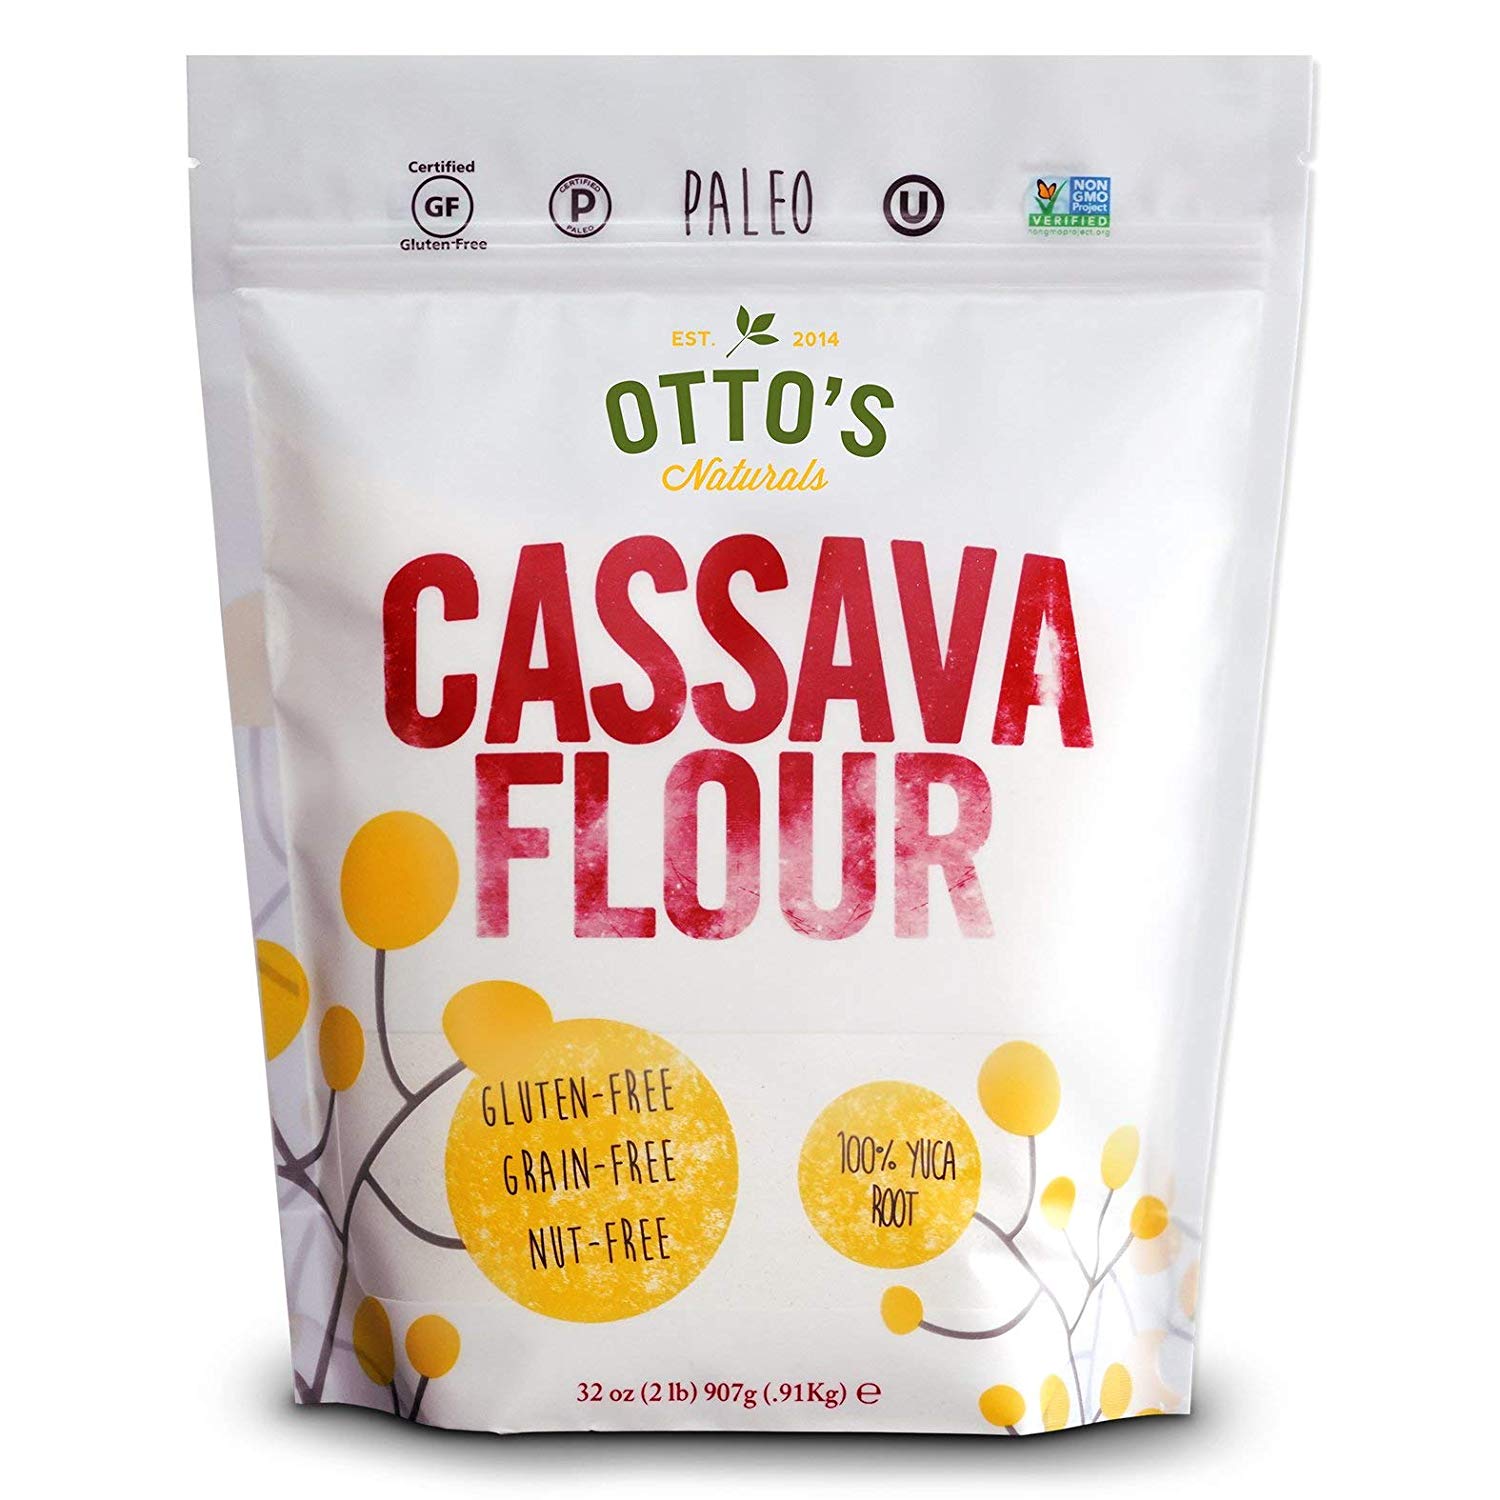 Certified
GF
Gluten-Free
CERTIFIED
P
PALEO
PALEO
U
NON
GMO
Project
VERIFIED
nongmoproject.org
EST. 2014
OTTO'S
Naturals
CASSAVA
FLOUR
GLUTEN-FREE
GRAIN-FREE
NUT-FREE
100% YUCA
ROOT
32 oz (2 lb) 907g (.91Kg) ℮